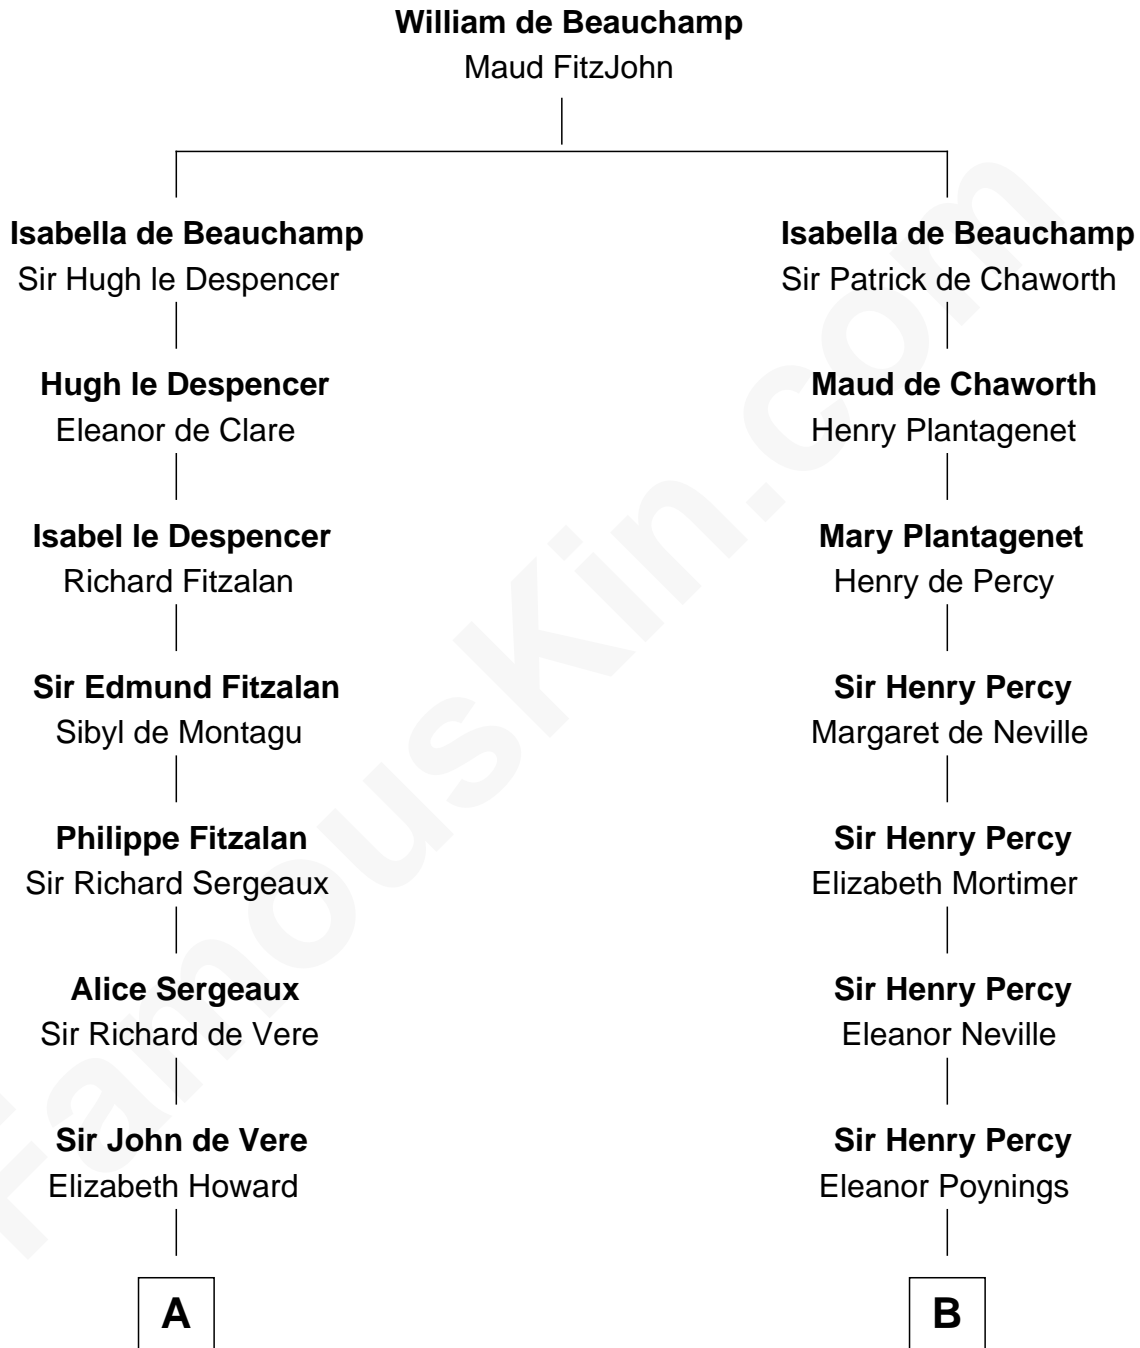 William de Beauchamp
Maud FitzJohn
Isabella de Beauchamp
Sir Hugh le Despencer
Isabella de Beauchamp
Sir Patrick de Chaworth
Hugh le Despencer
Eleanor de Clare
Maud de Chaworth
Henry Plantagenet
Isabel le Despencer
Richard Fitzalan
Mary Plantagenet
Henry de Percy
Sir Edmund Fitzalan
Sibyl de Montagu
Sir Henry Percy
Margaret de Neville
Philippe Fitzalan
Sir Richard Sergeaux
Sir Henry Percy
Elizabeth Mortimer
Alice Sergeaux
Sir Richard de Vere
Sir Henry Percy
Eleanor Neville
Sir John de Vere
Elizabeth Howard
Sir Henry Percy
Eleanor Poynings
A
B
FamousKin.com